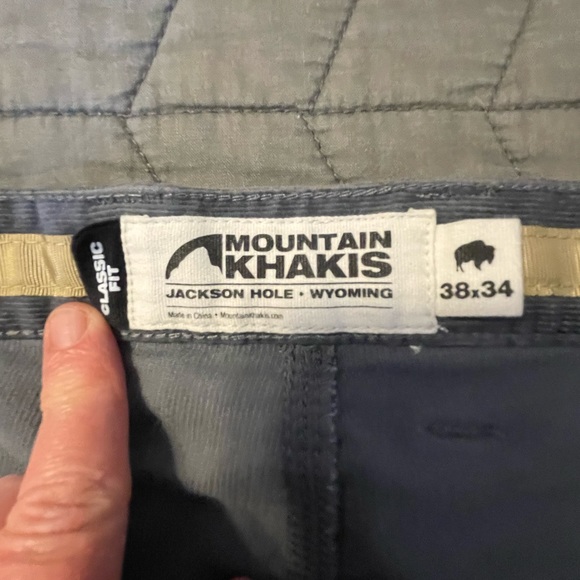 CLASSIC
FIT
MOUNTAIN
KHAKIS
JACKSON HOLE • WYOMING
Made in China. • Mountainkhakis.com
38x34